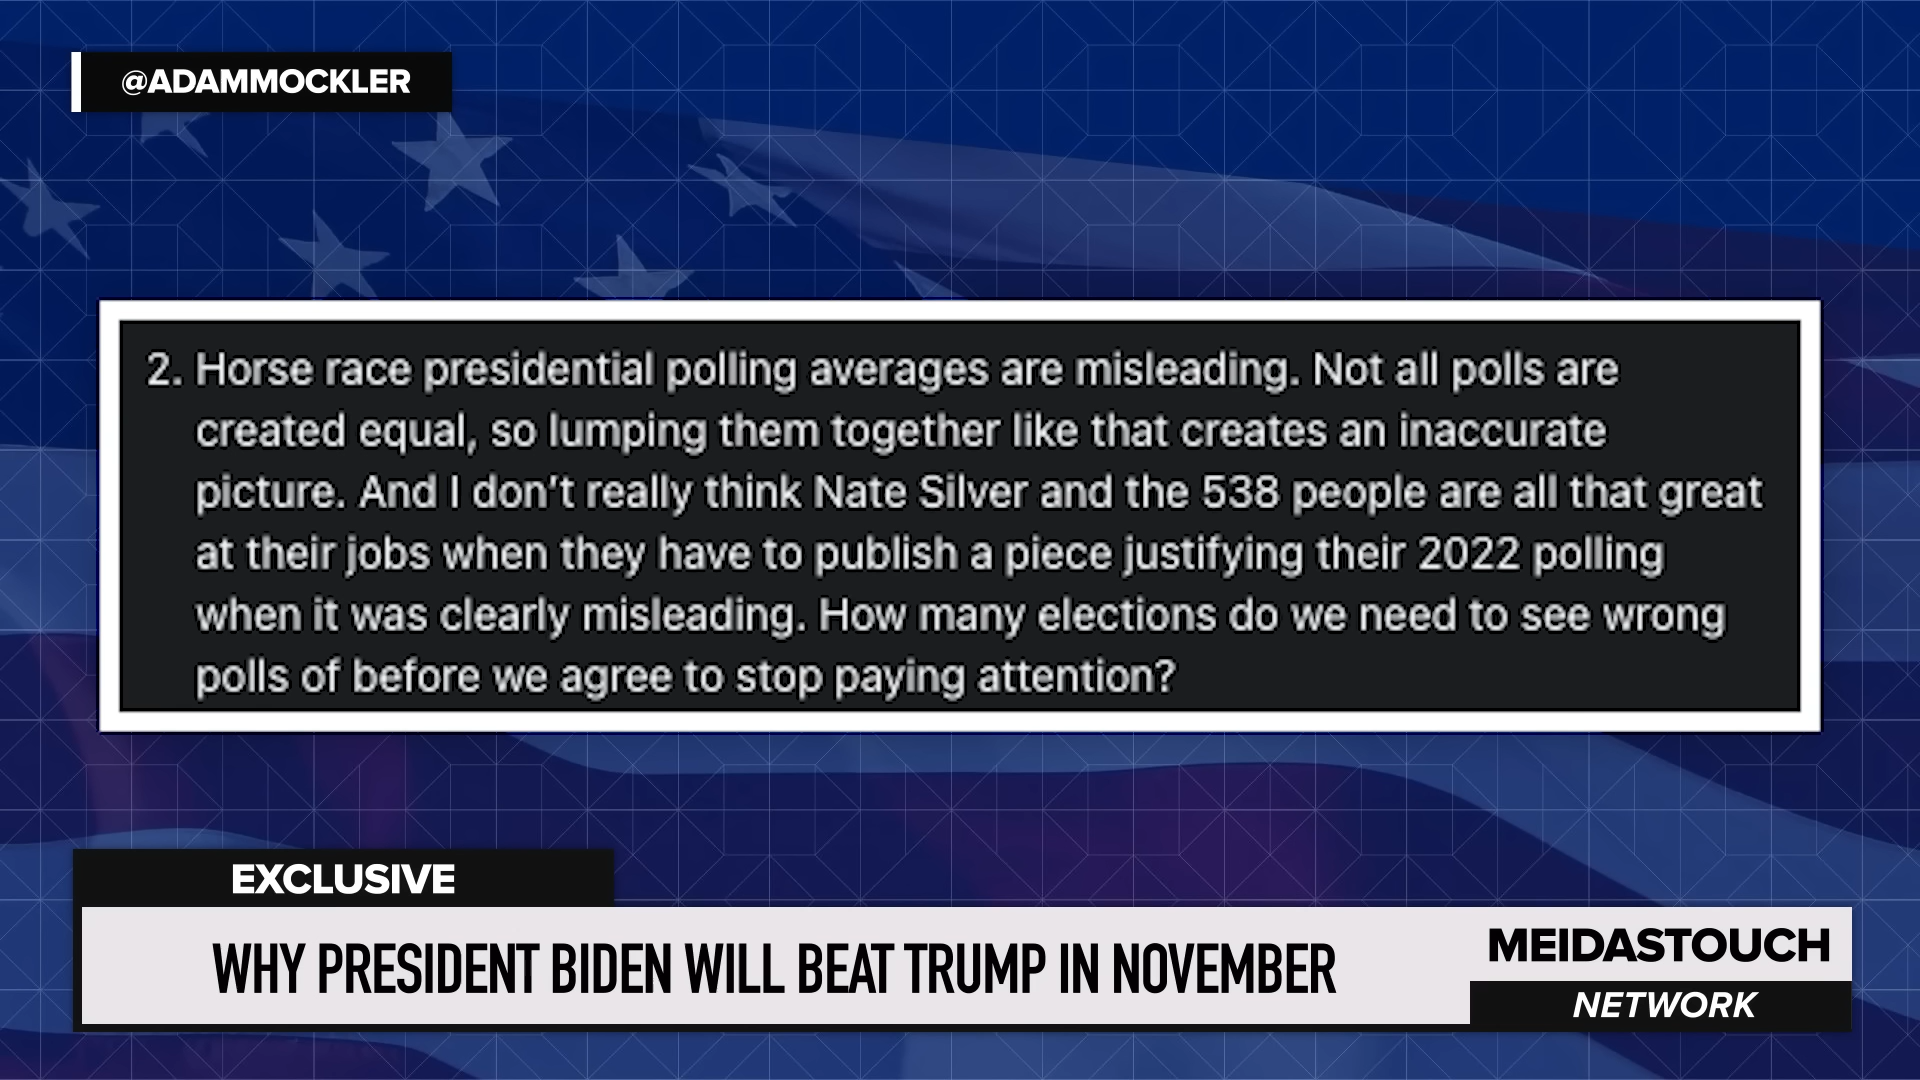 @ADAMMOCKLER
2. Horse race presidential polling averages are misleading. Not all polls are
created equal, so lumping them together like that creates an inaccurate
picture. And I don’t really think Nate Silver and the 538 people are all that great
at their jobs when they have to publish a piece justifying their 2022 polling
when it was clearly misleading. How many elections do we need to see wrong
polls of before we agree to stop paying attention?
EXCLUSIVE
WHY PRESIDENT BIDEN WILL BEAT TRUMP IN NOVEMBER
MEIDASTOUCH
NETWORK